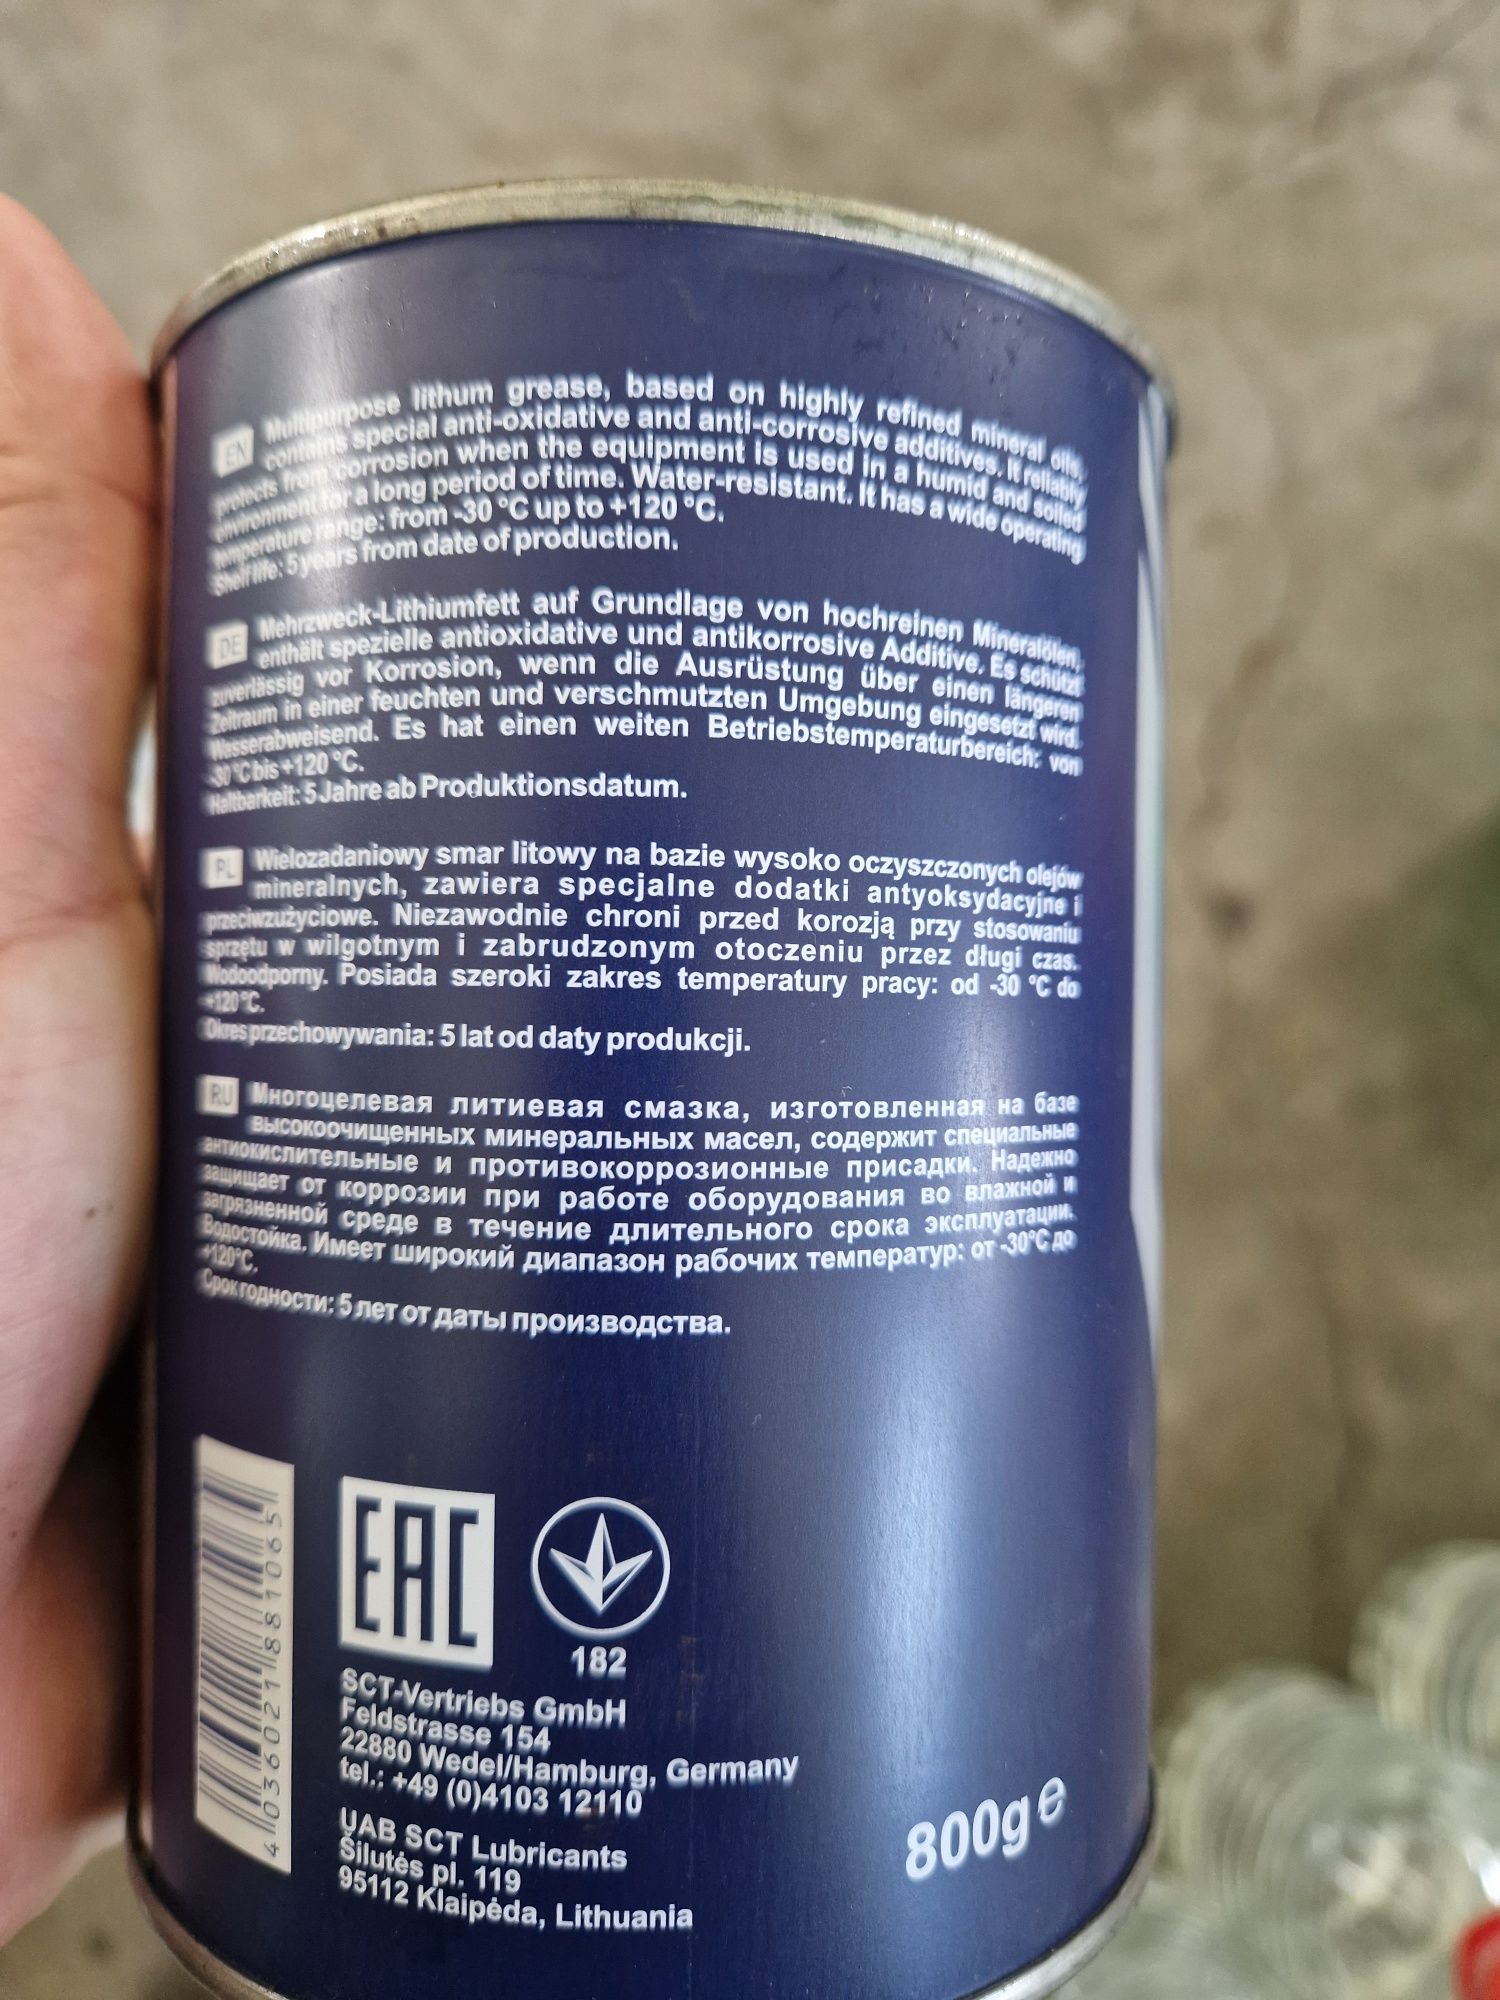 EN Multipurpose lithum grease, based on highly refined mineral oils,
contains special anti-oxidative and anti-corrosive additives. It reliably
protects from corrosion when the equipment is used in a humid and soiled
environment for a long period of time. Water-resistant. It has a wide operating
temperature range: from -30 °C up to +120 °C.
Shelf life: 5 years from date of production.
DE Mehrzweck-Lithiumfett auf Grundlage von hochreinen Mineralölen,
enthält spezielle antioxidative und antikorrosive Additive. Es schützt
zuverlässig vor Korrosion, wenn die Ausrüstung über einen längeren
Zeitraum in einer feuchten und verschmutzten Umgebung eingesetzt wird.
Wasserabweisend. Es hat einen weiten Betriebstemperaturbereich: von
-30 °C bis +120 °C.
Haltbarkeit: 5 Jahre ab Produktionsdatum.
PL Wielozadaniowy smar litowy na bazie wysoko oczyszczonych olejów
mineralnych, zawiera specjalne dodatki antyoksydacyjne i
przeciwzużyciowe. Niezawodnie chroni przed korozją przy stosowaniu
sprzętu w wilgotnym i zabrudzonym otoczeniu przez długi czas.
Wodoodporny. Posiada szeroki zakres temperatury pracy: od -30 °C do
+120 °C.
Okres przechowywania: 5 lat od daty produkcji.
RU Многоцелевая литиевая смазка, изготовленная на базе
высокоочищенных минеральных масел, содержит специальные
антиокислительные и противокоррозионные присадки. Надежно
защищает от коррозии при работе оборудования во влажной и
загрязненной среде в течение длительного срока эксплуатации.
Водостойка. Имеет широкий диапазон рабочих температур: от -30°C до
+120°C.
Срок годности: 5 лет от даты производства.
4 036021 881065
EAC
182
SCT-Vertriebs GmbH
Feldstrasse 154
22880 Wedel/Hamburg, Germany
tel.: +49 (0)4103 12110
UAB SCT Lubricants
Šilutės pl. 119
95112 Klaipėda, Lithuania
800g e